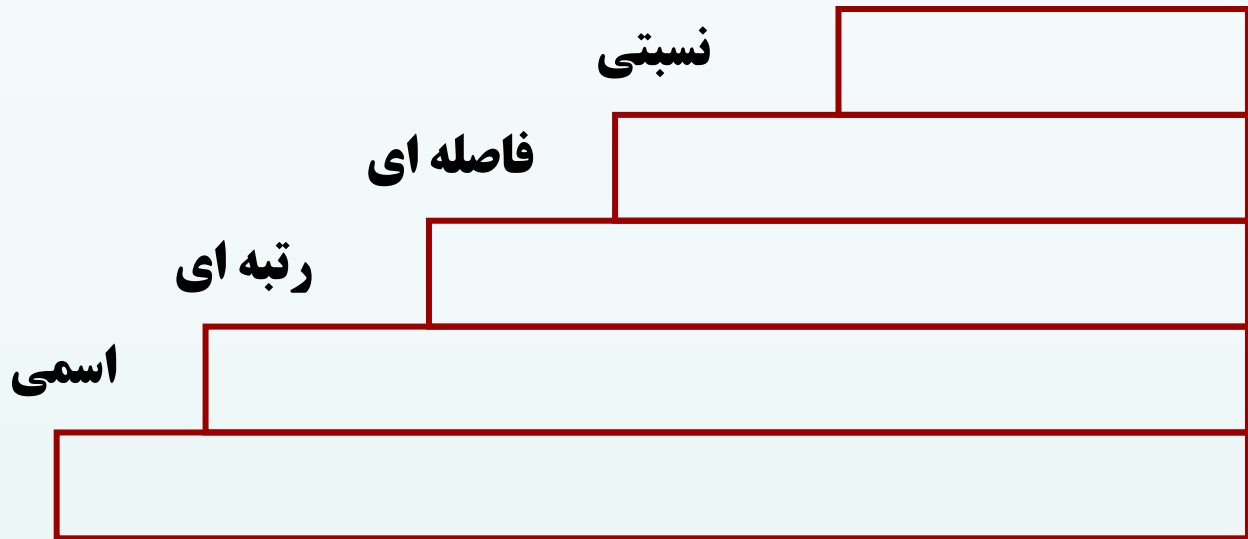 نسبتی
فاصله ای
رتبه ای
اسمی